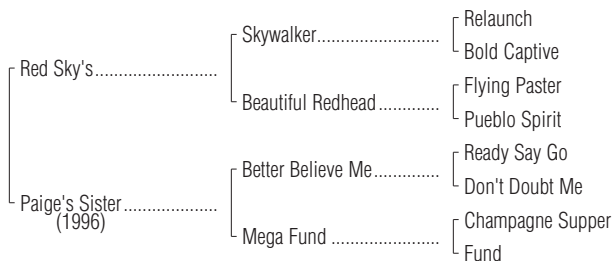 Relaunch
Skywalker........................
Bold Captive
Red Sky's........................
Flying Paster
Beautiful Redhead.............
Pueblo Spirit
Ready Say Go
Better Believe Me..............
Don't Doubt Me
Paige's Sister....................
(1996)
Champagne Supper
Mega Fund .......................
Fund